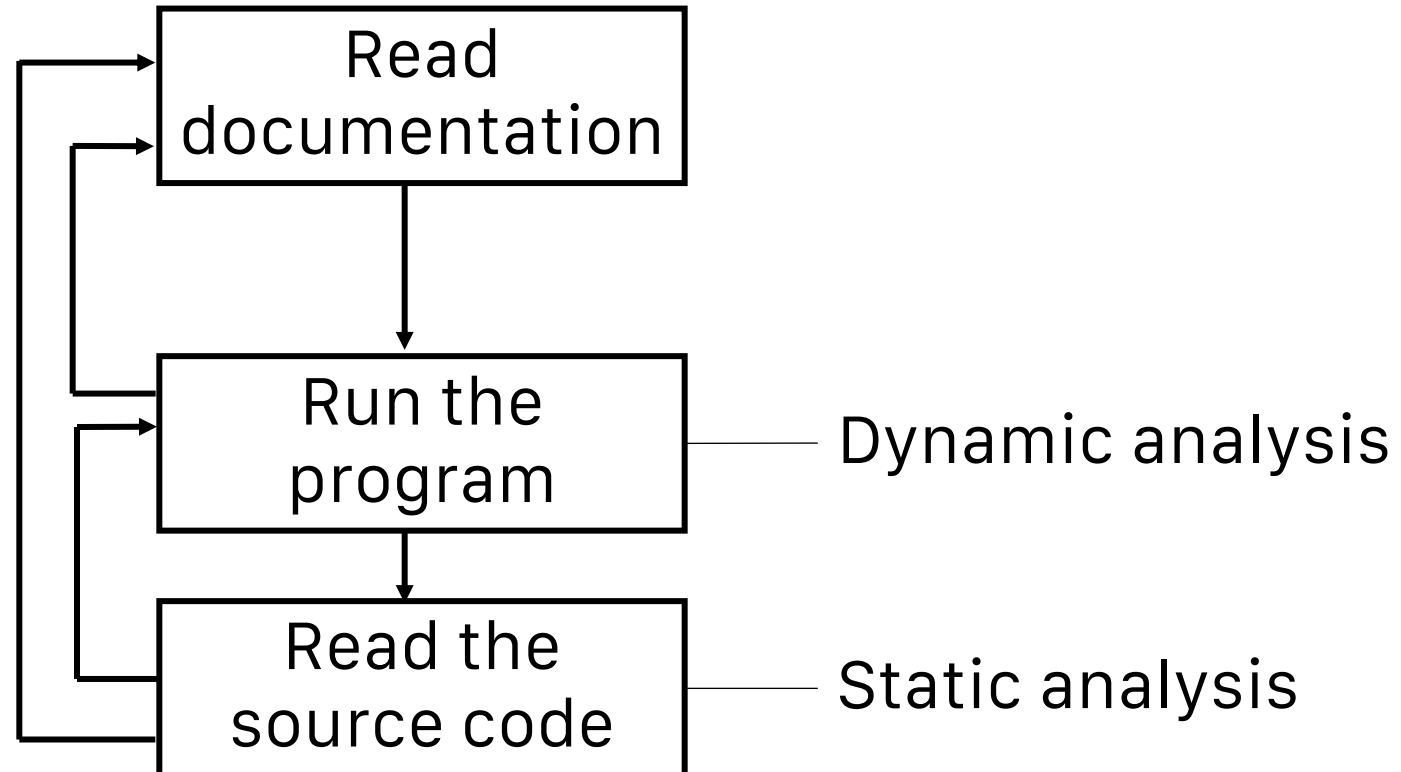 Read
documentation
Run the
program
Dynamic analysis
Read the
source code
Static analysis